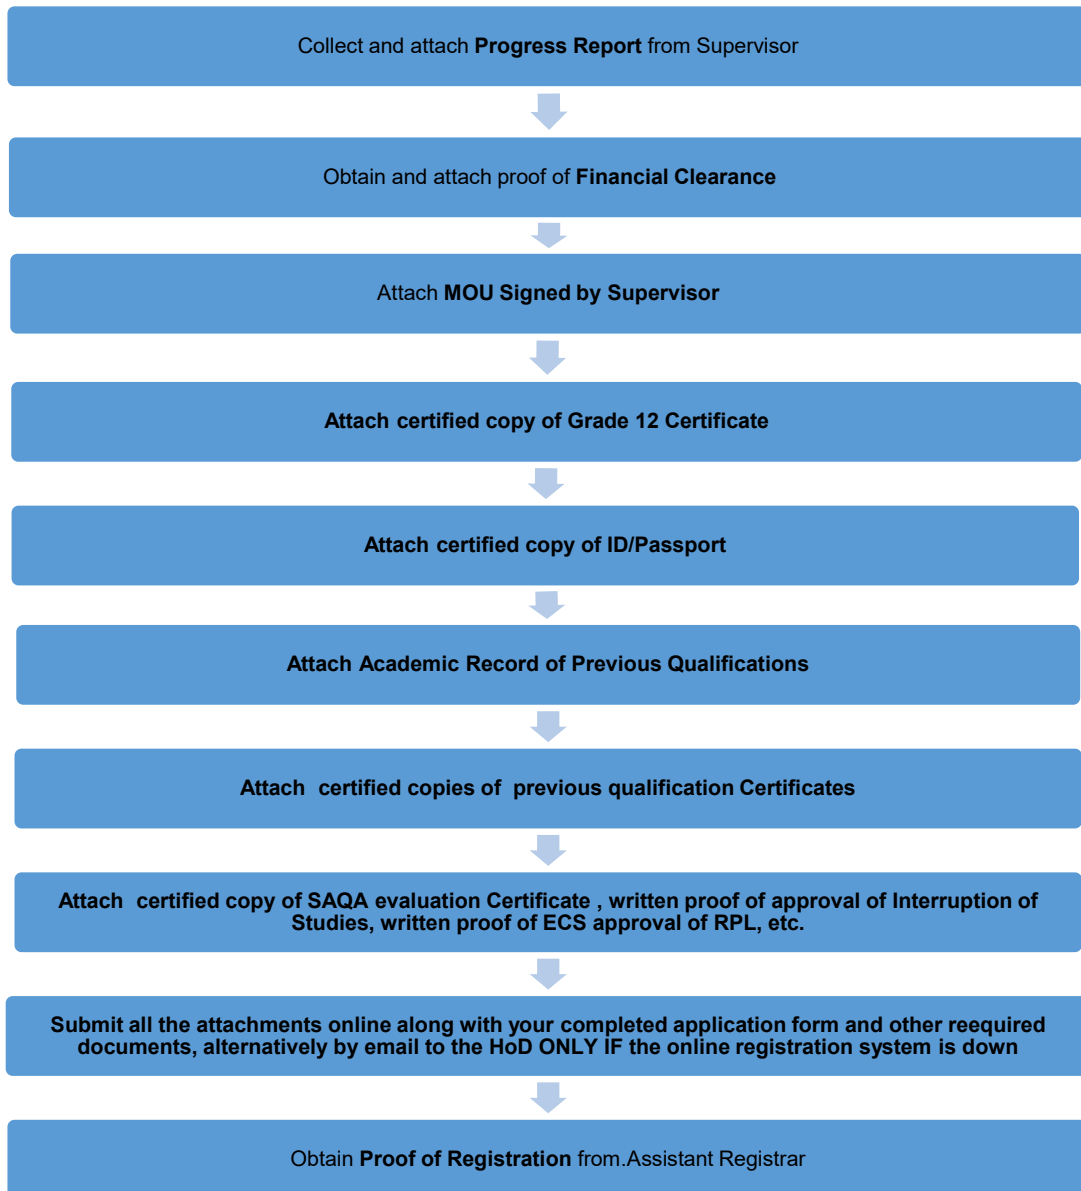 Collect and attach Progress Report from Supervisor
Obtain and attach proof of Financial Clearance
Attach MOU Signed by Supervisor
Attach certified copy of Grade 12 Certificate
Attach certified copy of ID/Passport
Attach Academic Record of Previous Qualifications
Attach  certified copies of  previous qualification Certificates
Attach  certified copy of SAQA evaluation Certificate , written proof of approval of Interruption of
Studies, written proof of ECS approval of RPL, etc.
Submit all the attachments online along with your completed application form and other reequired
documents, alternatively by email to the HoD ONLY IF the online registration system is down
Obtain Proof of Registration from.Assistant Registrar